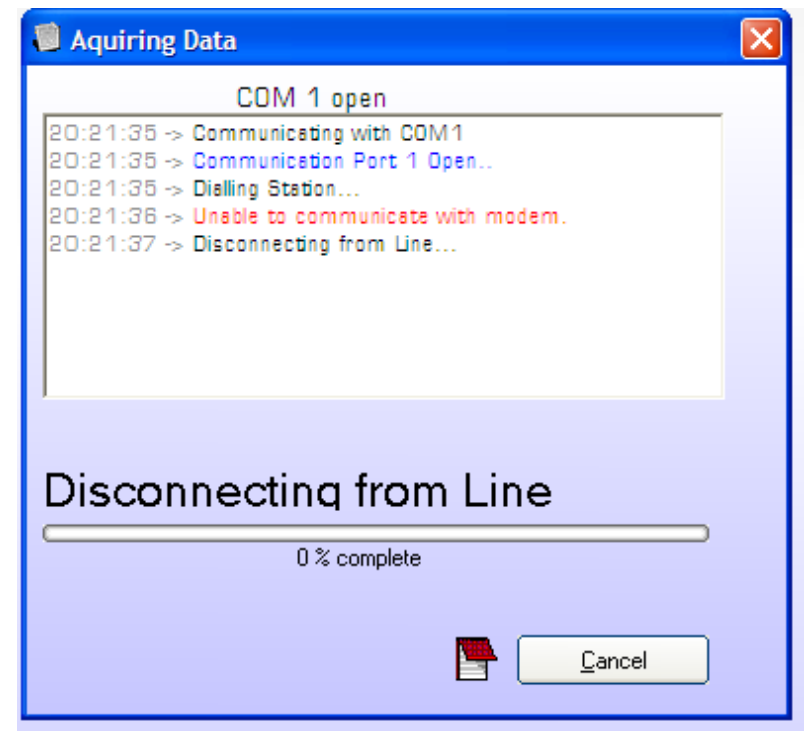 Aquiring Data
COM 1 open
20:21:35 -> Communicating with COM1
20:21:35 -> Communication Port 1 Open..
20:21:35 -> Dialling Station...
20:21:36 -> Unable to communicate with modem.
20:21:37 -> Disconnecting from Line...
Disconnecting from Line
0 % complete
Cancel